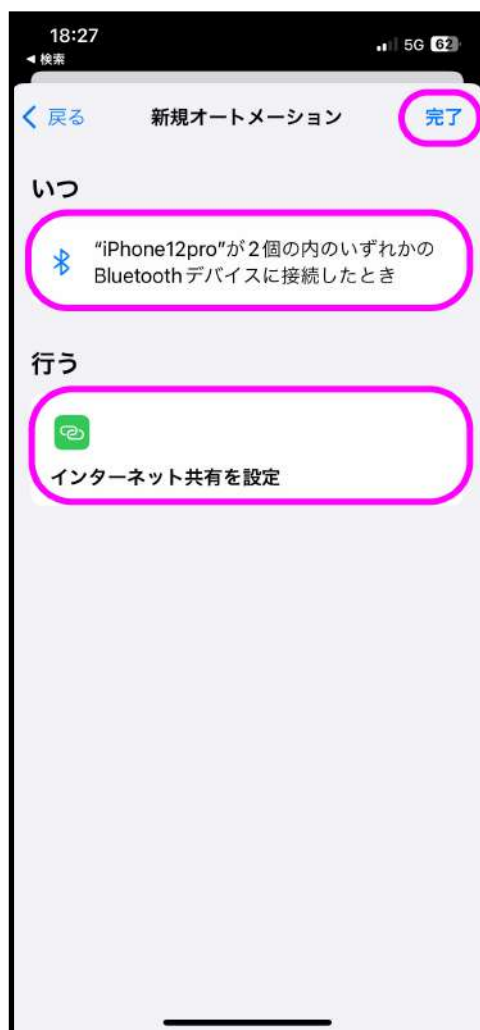 18:27
5G 62
◀ 検索
戻る 新規オートメーション 完了
いつ
“iPhone12pro”が2個の内のいずれかの
Bluetoothデバイスに接続したとき
行う
インターネット共有を設定